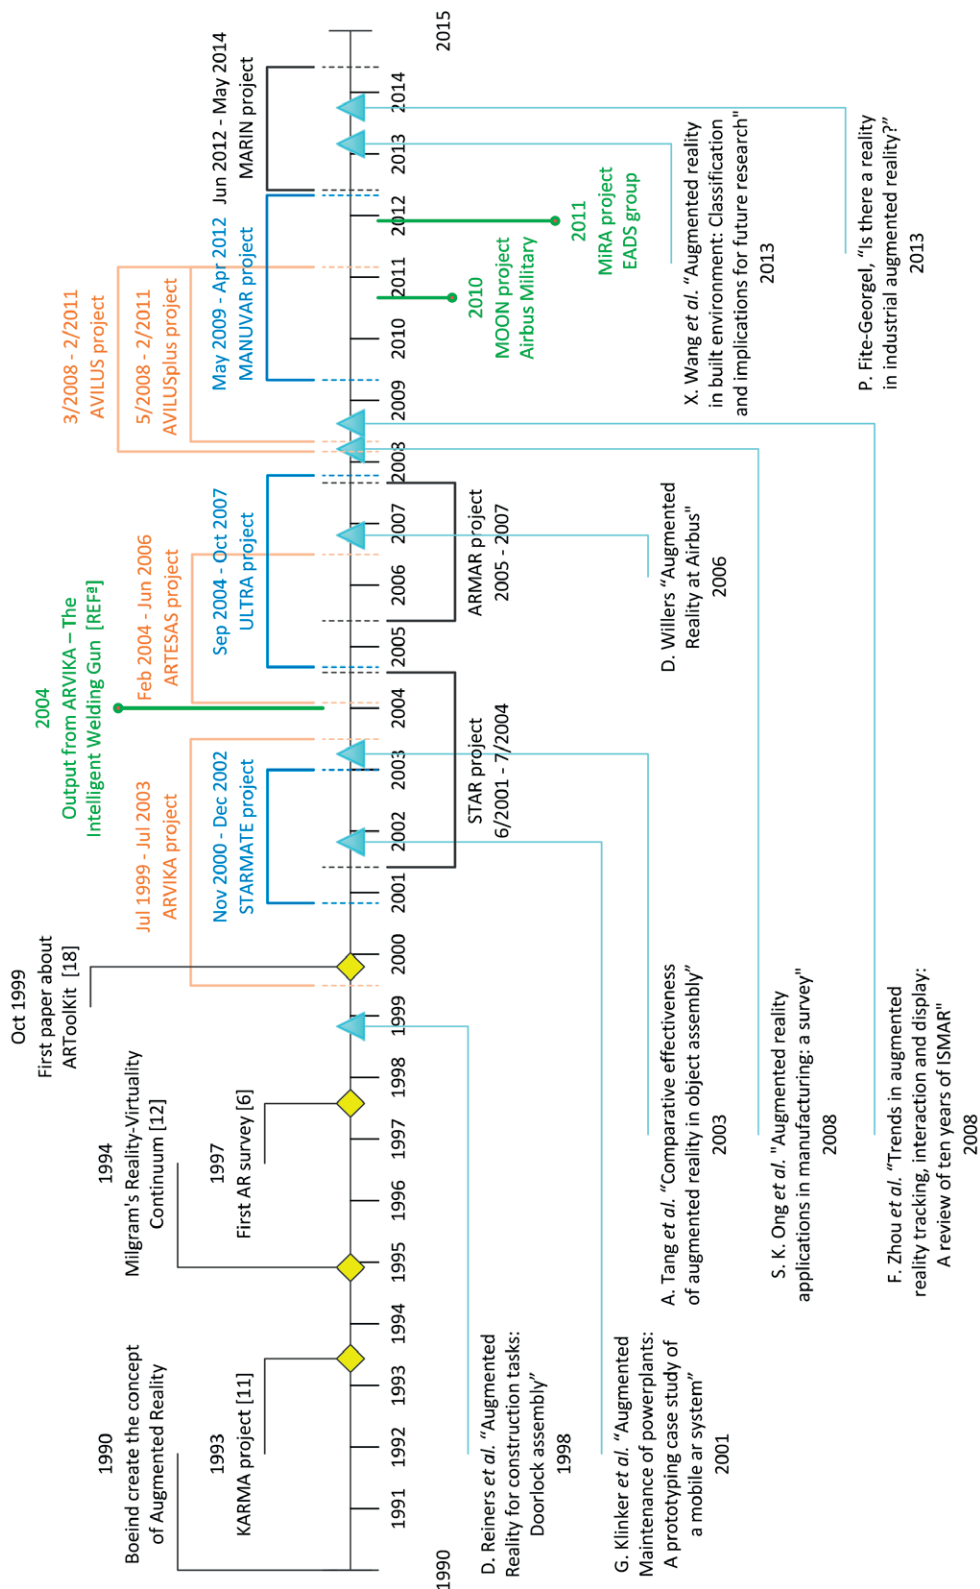 1990
Boeind create the concept
of Augmented Reality
1993
KARMA project [11]
1994
Milgram's Reality-Virtuality
Continuum [12]
1997
First AR survey [6]
Oct 1999
First paper about
ARToolKit [18]
Jul 1999 - Jul 2003
ARVIKA project
Nov 2000 - Dec 2002
STARMATE project
2004
Output from ARVIKA – The
Intelligent Welding Gun [REFª]
Feb 2004 - Jun 2006
ARTESAS project
Sep 2004 - Oct 2007
ULTRA project
3/2008 - 2/2011
AVILUS project
5/2008 - 2/2011
AVILUSplus project
May 2009 - Apr 2012
MANUVAR project
Jun 2012 - May 2014
MARIN project
1990
1991
1992
1993
1994
1995
1996
1997
1998
1999
2000
2001
2002
2003
2004
2005
2006
2007
2008
2009
2010
2011
2012
2013
2014
2015
STAR project
6/2001 - 7/2004
ARMAR project
2005 - 2007
2010
MOON project
Airbus Military
2011
MiRA project
EADS group
D. Reiners et al. “Augmented
Reality for construction tasks:
Doorlock assembly”
1998
G. Klinker et al. “Augmented
Maintenance of powerplants:
A prototyping case study of
a mobile ar system”
2001
A. Tang et al. “Comparative effectiveness
of augmented reality in object assembly”
2003
S. K. Ong et al. "Augmented reality
applications in manufacturing: a survey"
2008
F. Zhou et al. “Trends in augmented
reality tracking, interaction and display:
A review of ten years of ISMAR"
2008
D. Willers “Augmented
Reality at Airbus"
2006
X. Wang et al. “Augmented reality
in built environment: Classification
and implications for future research"
2013
P. Fite-Georgel, “Is there a reality
in industrial augmented reality?”
2013